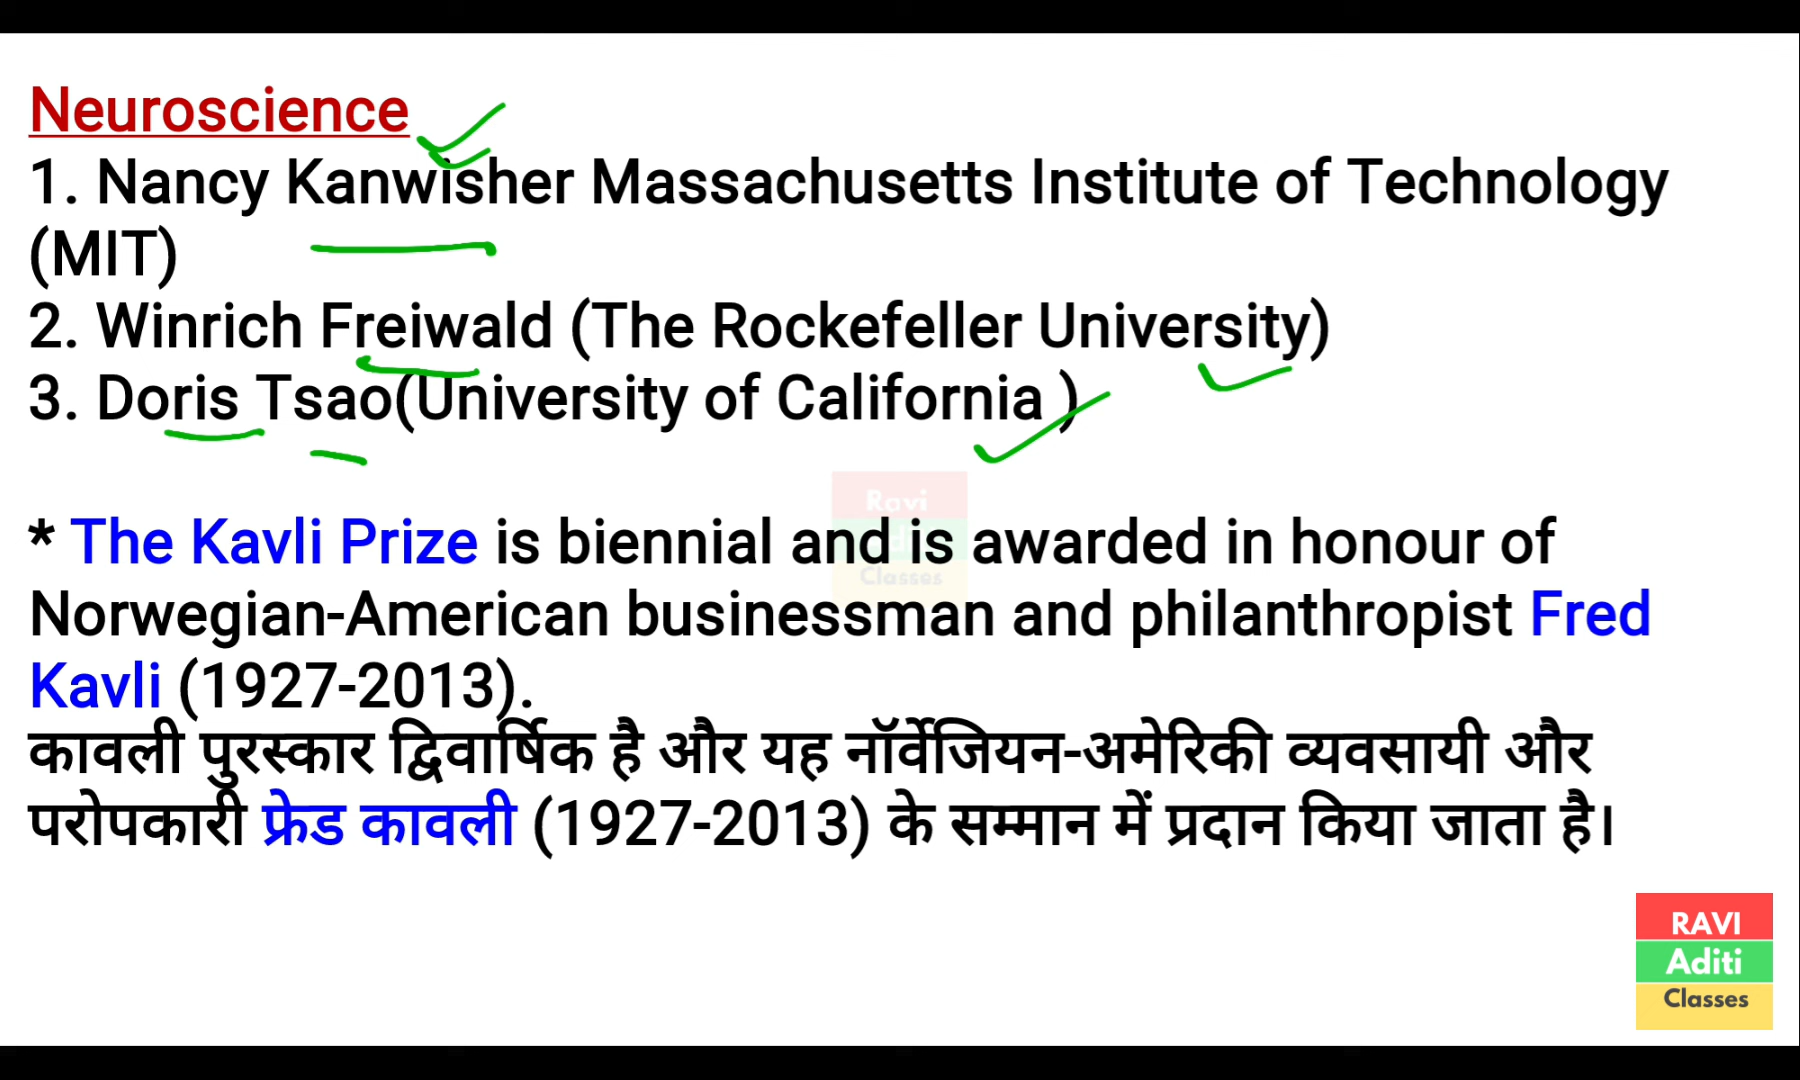 Neuroscience
1. Nancy Kanwisher Massachusetts Institute of Technology
(MIT)
2. Winrich Freiwald (The Rockefeller University)
3. Doris Tsao(University of California )
* The Kavli Prize is biennial and is awarded in honour of
Norwegian-American businessman and philanthropist Fred
Kavli (1927-2013).
कावली पुरस्कार द्विवार्षिक है और यह नॉर्वेजियन-अमेरिकी व्यवसायी और
परोपकारी फ्रेड कावली (1927-2013) के सम्मान में प्रदान किया जाता है।
Ravi
Classes
RAVI
Aditi
Classes